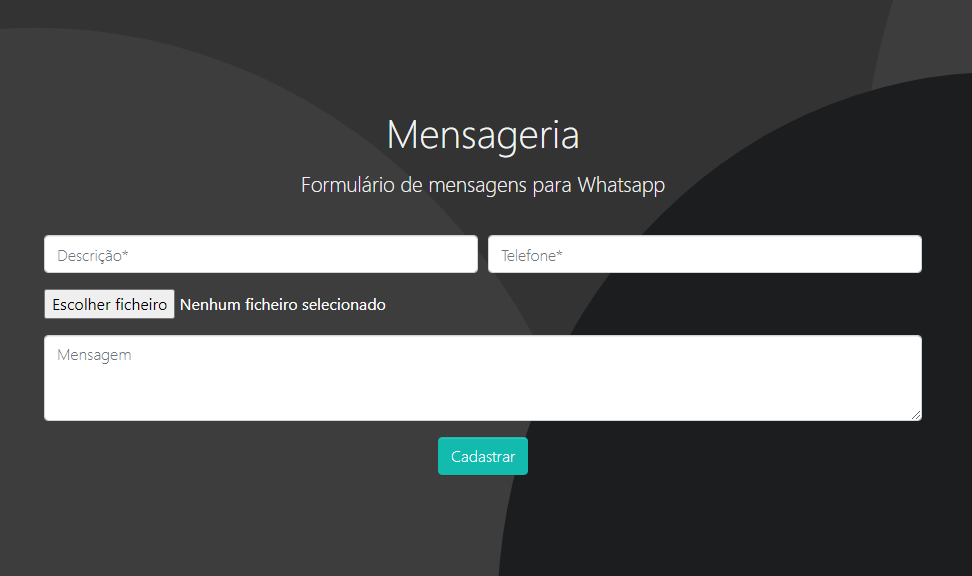 Mensageria
Formulário de mensagens para Whatsapp
Descrição*
Telefone*
Escolher ficheiro Nenhum ficheiro selecionado
Mensagem
Cadastrar